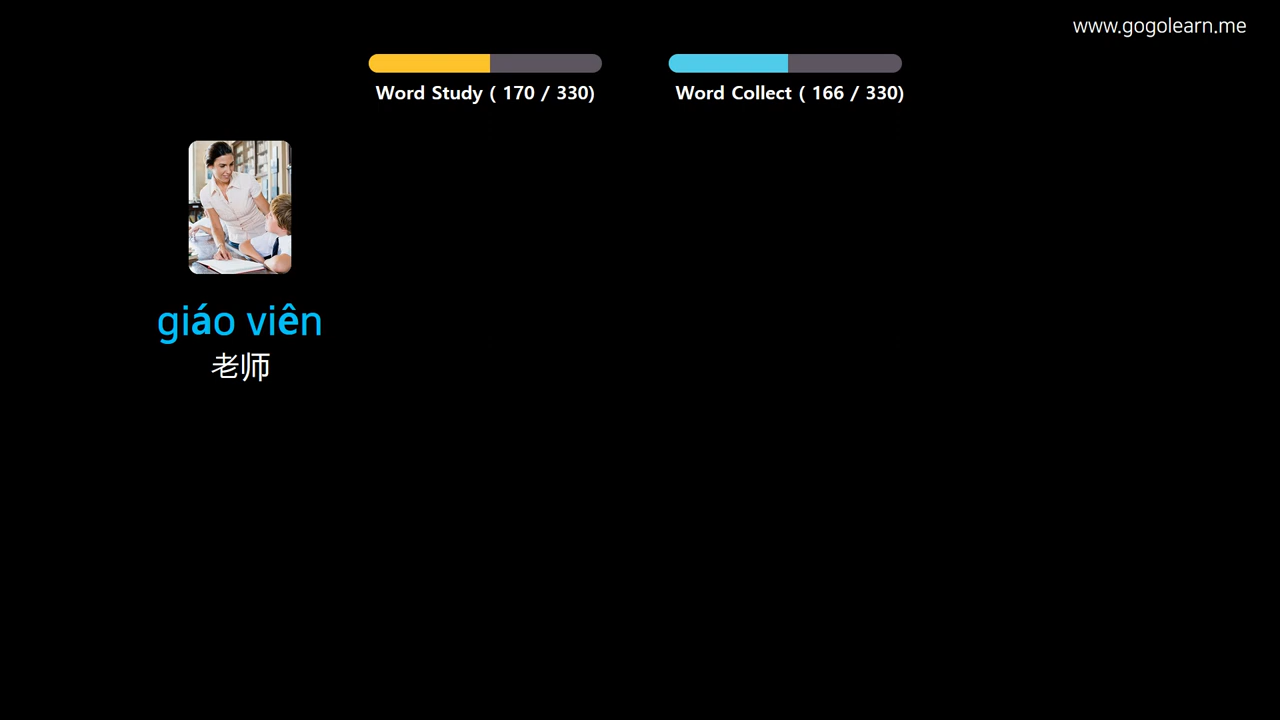 www.gogolearn.me
Word Study ( 170 / 330)
Word Collect ( 166 / 330)
giáo viên
老师